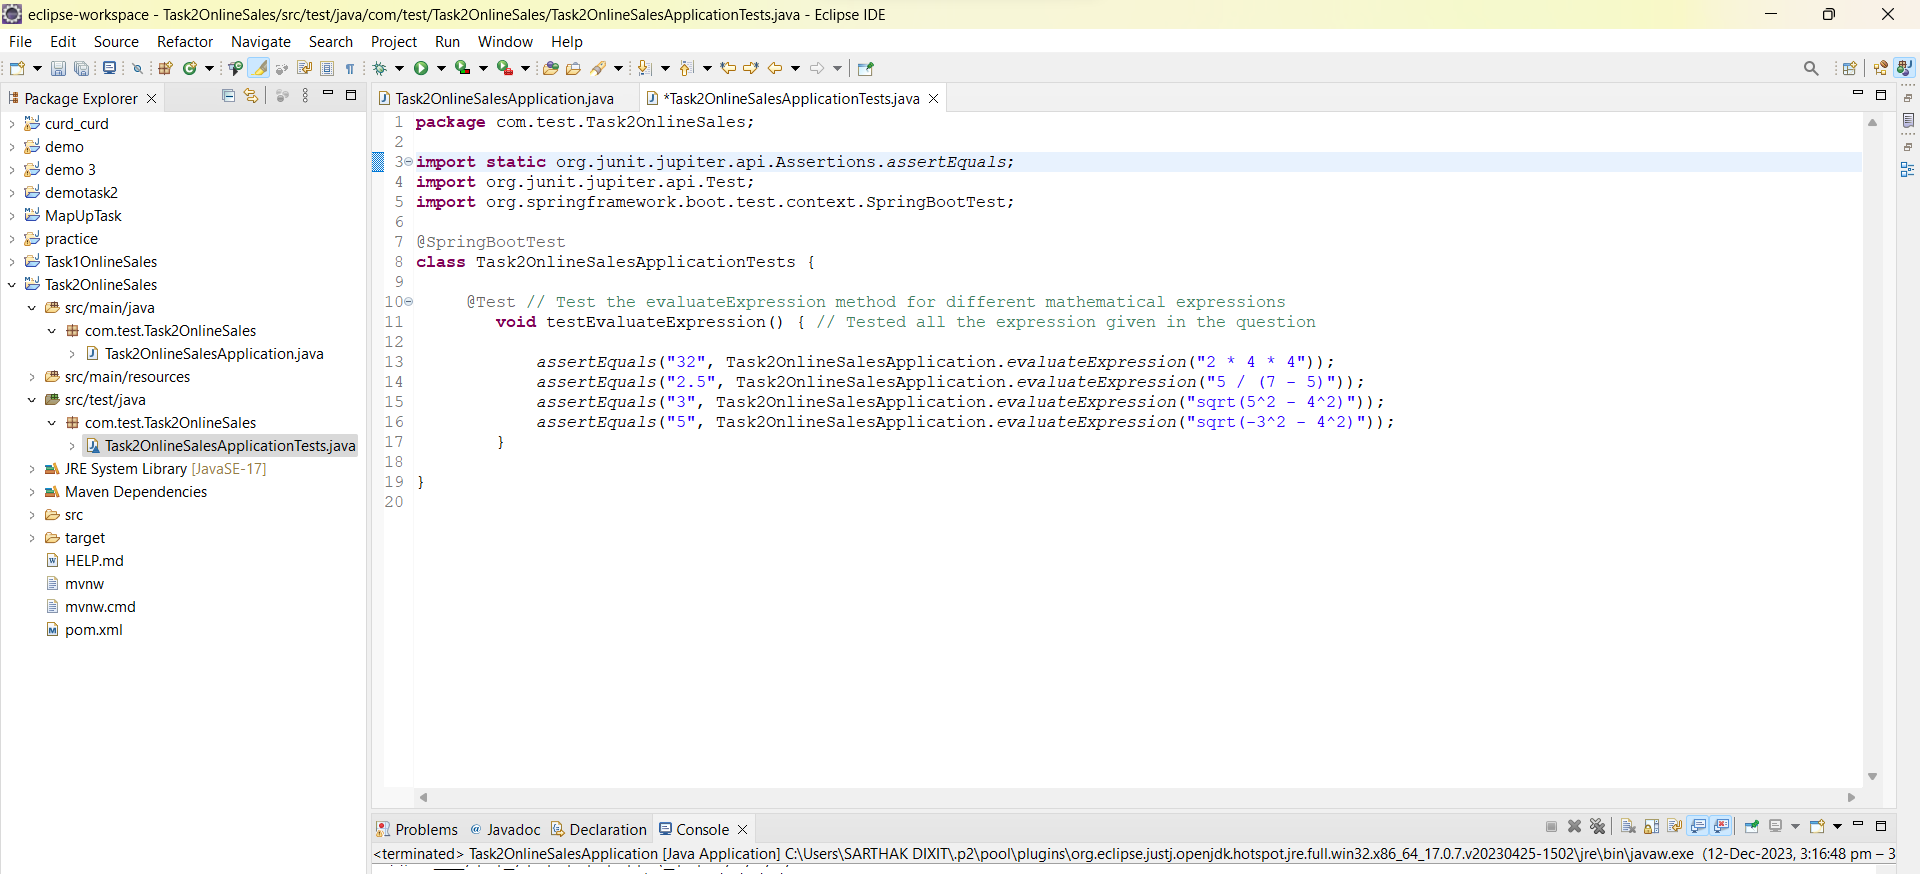 eclipse-workspace - Task2OnlineSales/src/test/java/com/test/Task2OnlineSales/Task2OnlineSalesApplicationTests.java - Eclipse IDE
File Edit Source Refactor Navigate Search Project Run Window Help
Package Explorer
curd_curd
demo
demo 3
demotask2
MapUpTask
practice
Task1OnlineSales
Task2OnlineSales
src/main/java
com.test.Task2OnlineSales
Task2OnlineSalesApplication.java
src/main/resources
src/test/java
com.test.Task2OnlineSales
Task2OnlineSalesApplicationTests.java
JRE System Library [JavaSE-17]
Maven Dependencies
src
target
HELP.md
mvnw
mvnw.cmd
pom.xml
Task2OnlineSalesApplication.java *Task2OnlineSalesApplicationTests.java
1 package com.test.Task2OnlineSales;
2
3 import static org.junit.jupiter.api.Assertions.assertEquals;
4 import org.junit.jupiter.api.Test;
5 import org.springframework.boot.test.context.SpringBootTest;
6
7 @SpringBootTest
8 class Task2OnlineSalesApplicationTests {
9
10 @Test // Test the evaluateExpression method for different mathematical expressions
11 void testEvaluateExpression() { // Tested all the expression given in the question
12
13 assertEquals("32", Task2OnlineSalesApplication.evaluateExpression("2 * 4 * 4"));
14 assertEquals("2.5", Task2OnlineSalesApplication.evaluateExpression("5 / (7 - 5)"));
15 assertEquals("3", Task2OnlineSalesApplication.evaluateExpression("sqrt(5^2 - 4^2)"));
16 assertEquals("5", Task2OnlineSalesApplication.evaluateExpression("sqrt(-3^2 - 4^2)"));
17 }
18
19 }
20
Problems @ Javadoc Declaration Console
<terminated> Task2OnlineSalesApplication [Java Application] C:\Users\SARTHAK DIXIT\.p2\pool\plugins\org.eclipse.justj.openjdk.hotspot.jre.full.win32.x86_64_17.0.7.v20230425-1502\jre\bin\javaw.exe (12-Dec-2023, 3:16:48 pm – 3